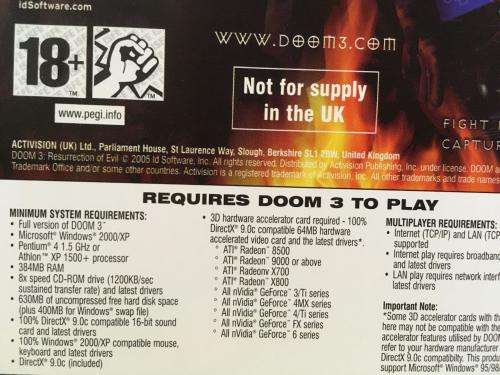 idSoftware.com
18+
TM
TM
www.pegi.info
WWW.DOOM3.COM
Not for supply
in the UK
FIGHT
CAPTUR
ACTIVISION (UK) Ltd., Parliament House, St Laurence Way, Slough, Berkshire SL1 2BW, United Kingdom
DOOM 3: Resurrection of Evil © 2005 Id Software, Inc. All rights reserved. Distributed by Activision Publishing, Inc. under license. DOOM a
Trademark Office and/or some other countries. Activision is a registered trademark of Activision, Inc. All other trademarks and trade names
REQUIRES DOOM 3 TO PLAY
MINIMUM SYSTEM REQUIREMENTS:
• Full version of DOOM 3™
• Microsoft® Windows® 2000/XP
• Pentium® 4 1.5 GHz or
Athlon™ XP 1500+ processor
• 384MB RAM
• 8x speed CD-ROM drive (1200KB/sec
sustained transfer rate) and latest drivers
• 630MB of uncompressed free hard disk space
(plus 400MB for Windows® swap file)
• 100% DirectX® 9.0c compatible 16-bit sound
card and latest drivers
• 100% Windows® 2000/XP compatible mouse,
keyboard and latest drivers
• DirectX® 9.0c (included)
• 3D hardware accelerator card required - 100%
DirectX® 9.0c compatible 64MB hardware
accelerated video card and the latest drivers*.
° ATI® Radeon™ 8500
° ATI® Radeon™ 9000 or above
° ATI® Radeon™ X700
° ATI® Radeon™ X800
° All nVidia® GeForce™ 3/Ti series
° All nVidia® GeForce™ 4MX series
° All nVidia® GeForce™ 4/Ti series
° All nVidia® GeForce™ FX series
° All nVidia® GeForce™ 6 series
MULTIPLAYER REQUIREMENTS:
• Internet (TCP/IP) and LAN (TCP
supported
• Internet play requires broadband
and latest drivers
• LAN play requires network interf
latest drivers
Important Note:
*Some 3D accelerator cards with th
here may not be compatible with the
accelerator features utilised by DOOM
refer to your hardware manufacturer
DirectX 9.0c compatibilty. This produc
support Microsoft® Windows® 95/98